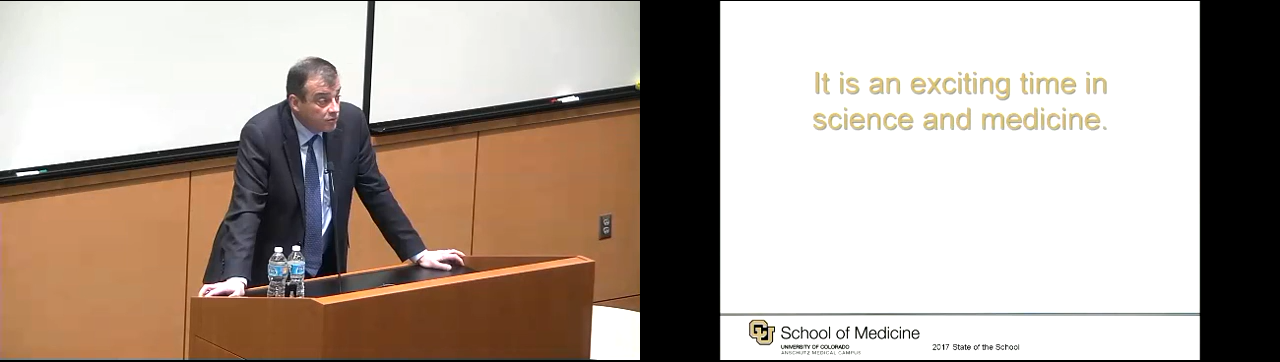 It is an exciting time in
science and medicine.
CU School of Medicine
UNIVERSITY OF COLORADO
ANSCHUTZ MEDICAL CAMPUS
2017 State of the School